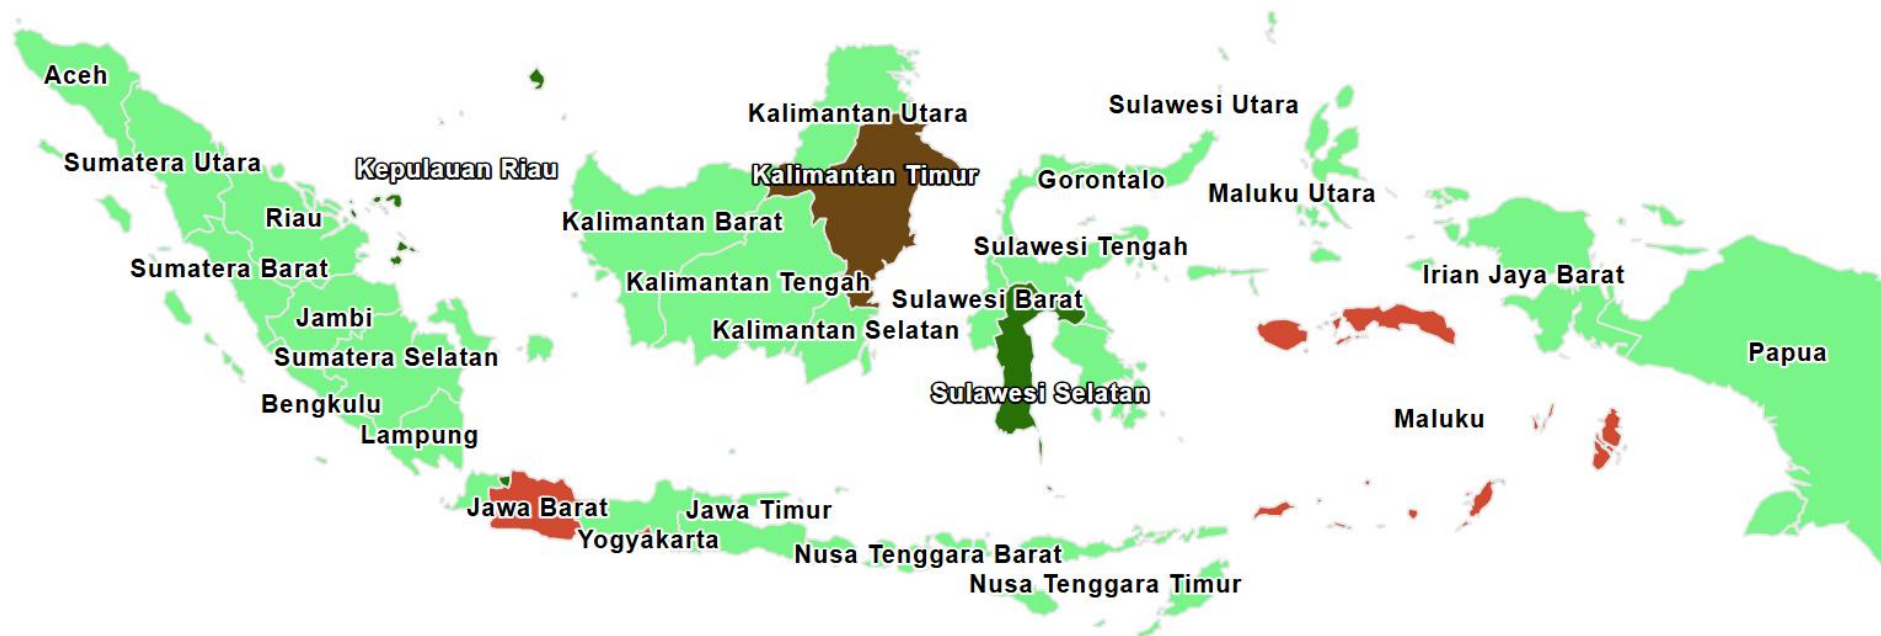 Aceh
Sumatera Utara
Riau
Kepulauan Riau
Sumatera Barat
Jambi
Sumatera Selatan
Bengkulu
Lampung
Kalimantan Utara
Kalimantan Timur
Kalimantan Barat
Kalimantan Tengah
Kalimantan Selatan
Sulawesi Utara
Gorontalo
Sulawesi Tengah
Sulawesi Barat
Sulawesi Selatan
Maluku Utara
Irian Jaya Barat
Papua
Maluku
Jawa Barat
Yogyakarta
Jawa Timur
Nusa Tenggara Barat
Nusa Tenggara Timur